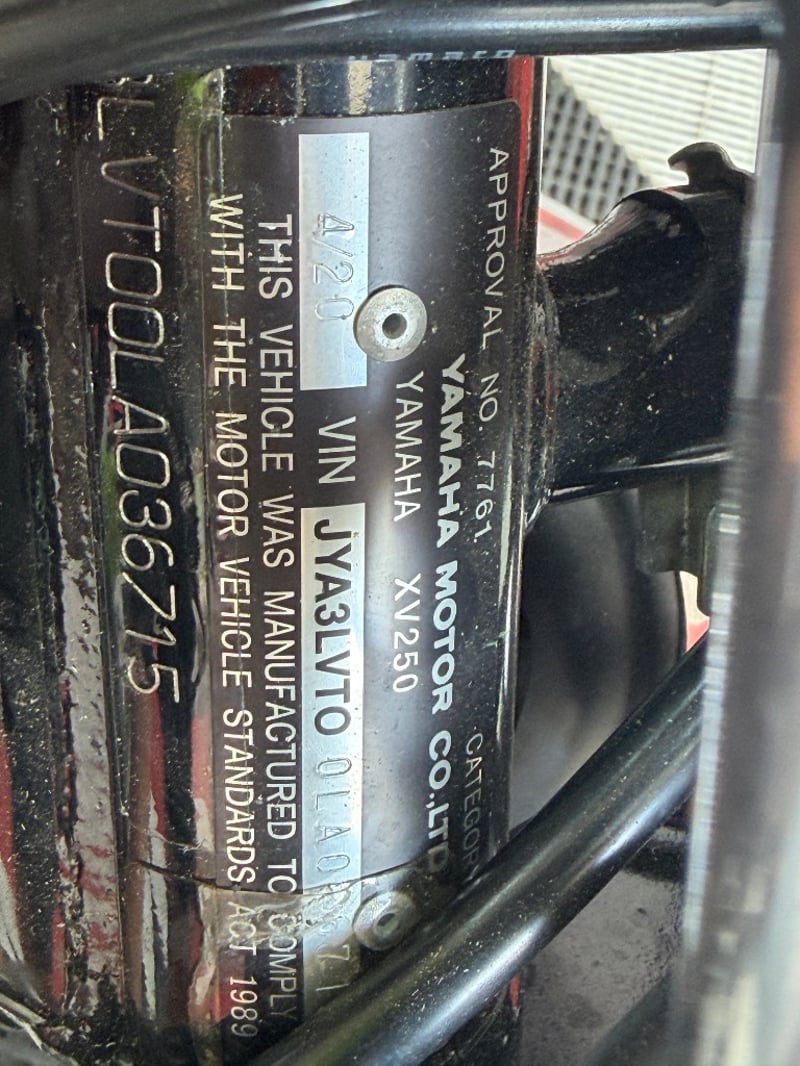 APPROVAL NO. 7761 CATEGORY
YAMAHA MOTOR CO.,LTD
YAMAHA XV250
4/20 VIN JYA3LVT0 0LA03671
THIS VEHICLE WAS MANUFACTURED TO COMPLY
WITH THE MOTOR VEHICLE STANDARDS ACT 1989
3LVT00LA036715